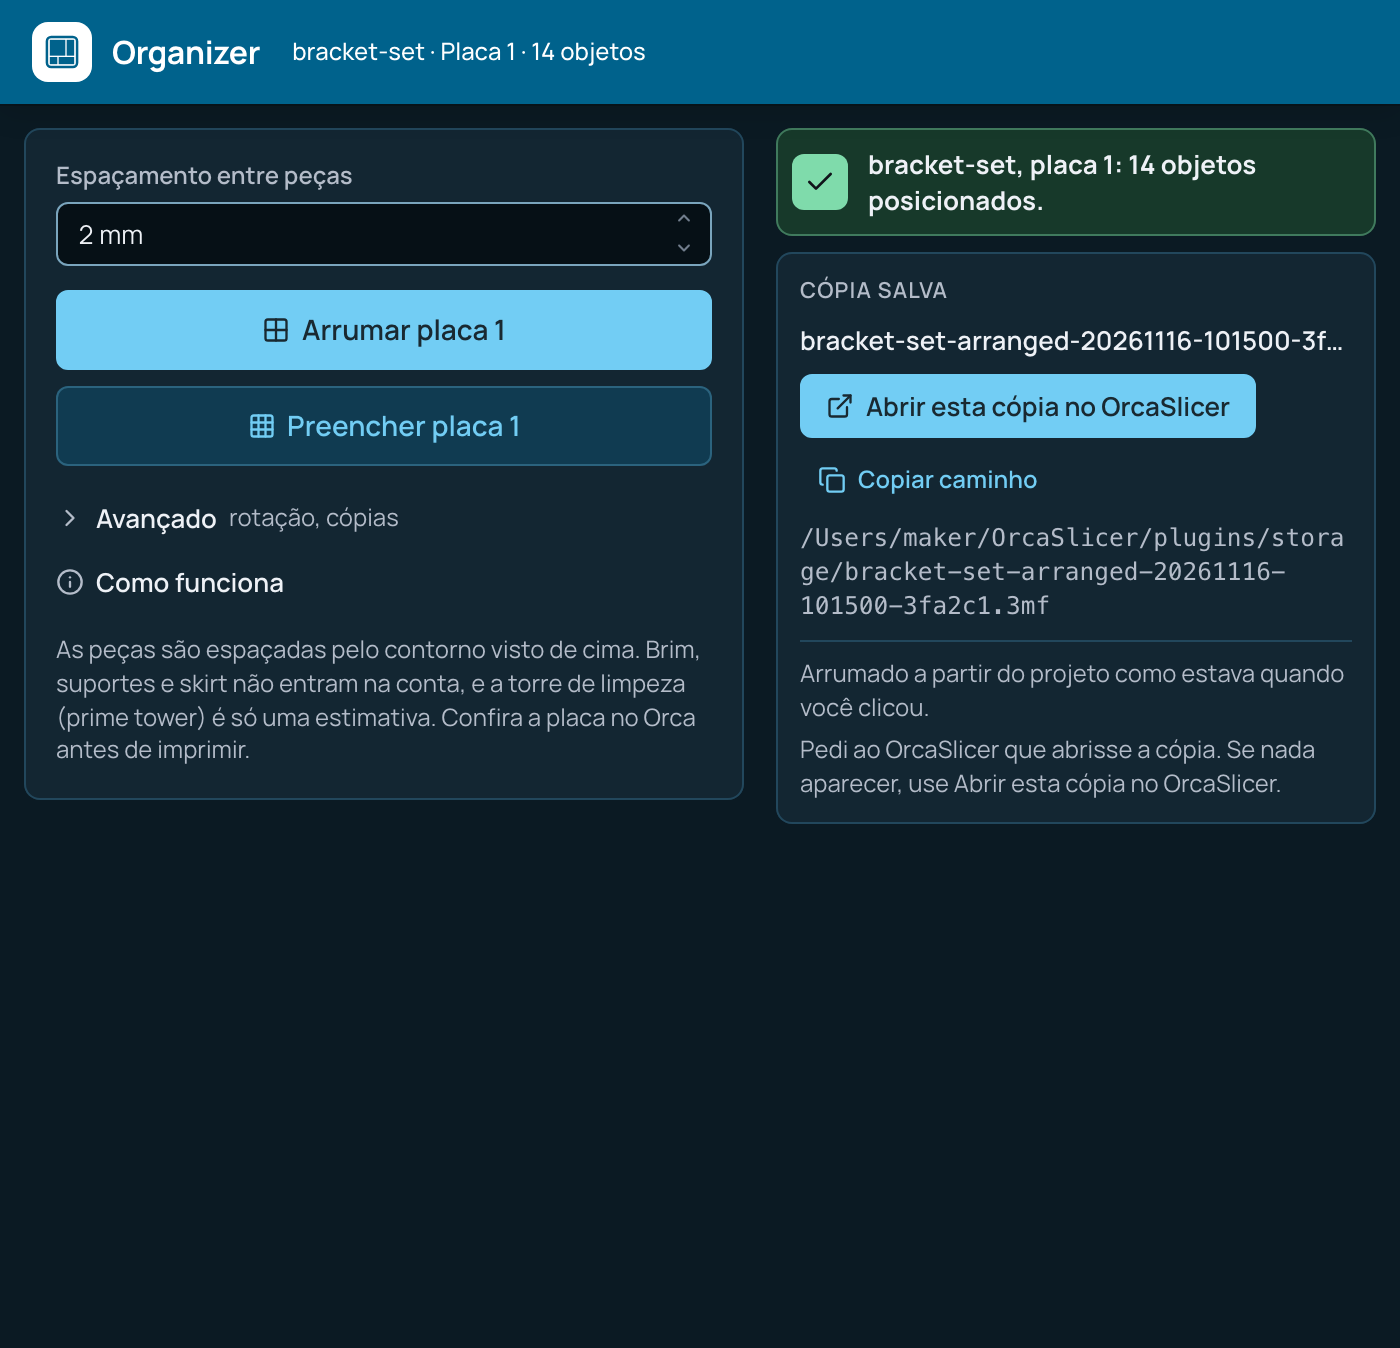 Organizer
bracket-set · Placa 1 · 14 objetos
Espaçamento entre peças
2 mm
Arrumar placa 1
Preencher placa 1
Avançado rotação, cópias
Como funciona
As peças são espaçadas pelo contorno visto de cima. Brim,
suportes e skirt não entram na conta, e a torre de limpeza
(prime tower) é só uma estimativa. Confira a placa no Orca
antes de imprimir.
bracket-set, placa 1: 14 objetos
posicionados.
CÓPIA SALVA
bracket-set-arranged-20261116-101500-3f...
Abrir esta cópia no OrcaSlicer
Copiar caminho
/Users/maker/OrcaSlicer/plugins/stora
ge/bracket-set-arranged-20261116-
101500-3fa2c1.3mf
Arrumado a partir do projeto como estava quando
você clicou.
Pedi ao OrcaSlicer que abrisse a cópia. Se nada
aparecer, use Abrir esta cópia no OrcaSlicer.